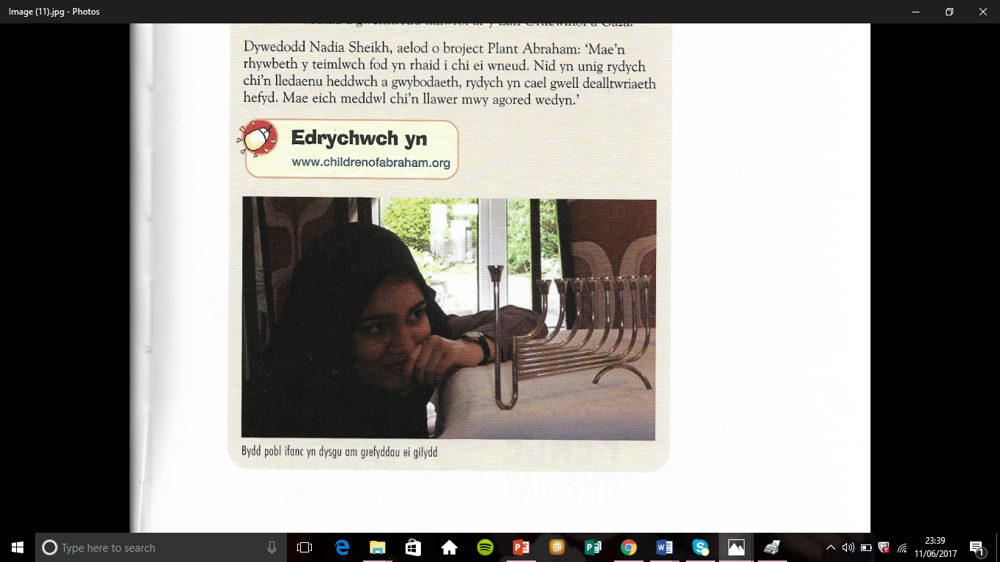 Image (11).jpg - Photos
Dywedodd Nadia Sheikh, aelod o broject Plant Abraham: ‘Mae’n
rhywbeth y teimlwch fod yn rhaid i chi ei wneud. Nid yn unig rydych
chi’n lledaenu heddwch a gwybodaeth, rydych yn cael gwell dealltwriaeth
hefyd. Mae eich meddwl chi’n llawer mwy agored wedyn.’
Edrychwch yn
www.childrenofabraham.org
Bydd pobl ifanc yn dysgu am grefyddau ei gilydd
Type here to search
23:39
11/06/2017
1